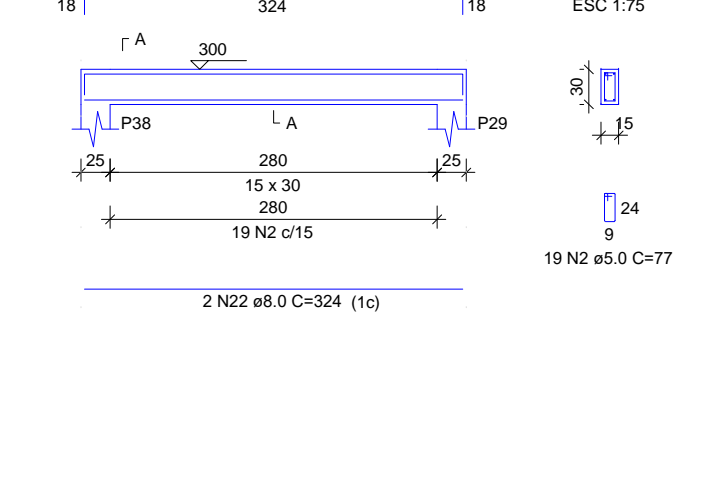 18 324 18 ESC 1:75
A
300
30
15
P38 A P29
25 280 25
15 x 30
280
19 N2 c/15
24
9
19 N2 ø5.0 C=77
2 N22 ø8.0 C=324 (1c)